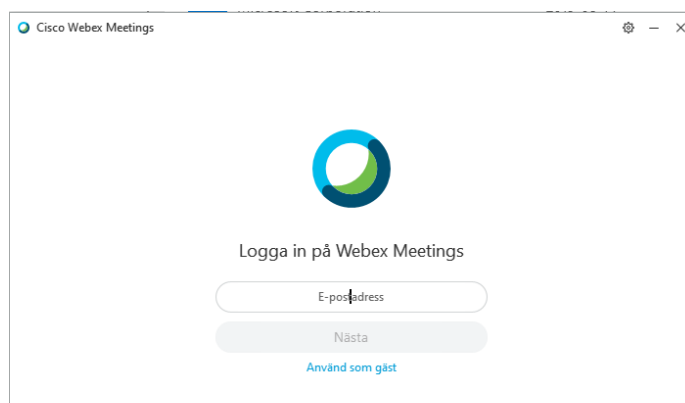 Cisco Webex Meetings
Logga in på Webex Meetings
E-postadress
Nästa
Använd som gäst